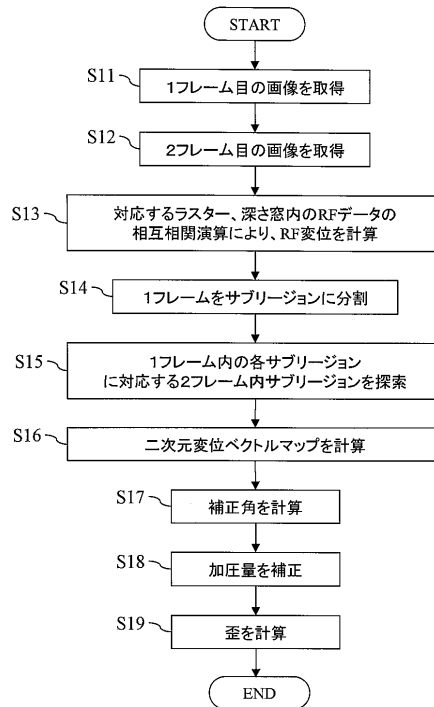 START
S11
1フレーム目の画像を取得
S12
2フレーム目の画像を取得
S13
対応するラスター、深さ窓内のRFデータの
相互相関演算により、RF変位を計算
S14
1フレームをサブリージョンに分割
S15
1フレーム内の各サブリージョン
に対応する2フレーム内サブリージョンを探索
S16
二次元変位ベクトルマップを計算
S17
補正角を計算
S18
加圧量を補正
S19
歪を計算
END